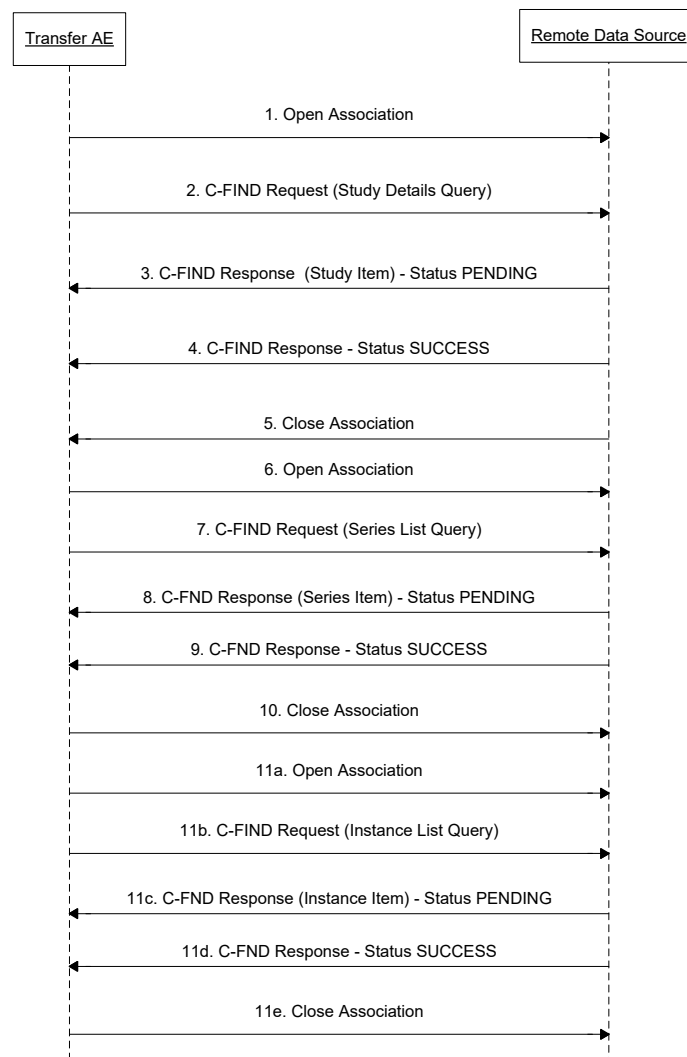 Transfer AE
Remote Data Source
1. Open Association
2. C-FIND Request (Study Details Query)
3. C-FIND Response  (Study Item) - Status PENDING
4. C-FIND Response - Status SUCCESS
5. Close Association
6. Open Association
7. C-FIND Request (Series List Query)
8. C-FND Response (Series Item) - Status PENDING
9. C-FND Response - Status SUCCESS
10. Close Association
11a. Open Association
11b. C-FIND Request (Instance List Query)
11c. C-FND Response (Instance Item) - Status PENDING
11d. C-FND Response - Status SUCCESS
11e. Close Association